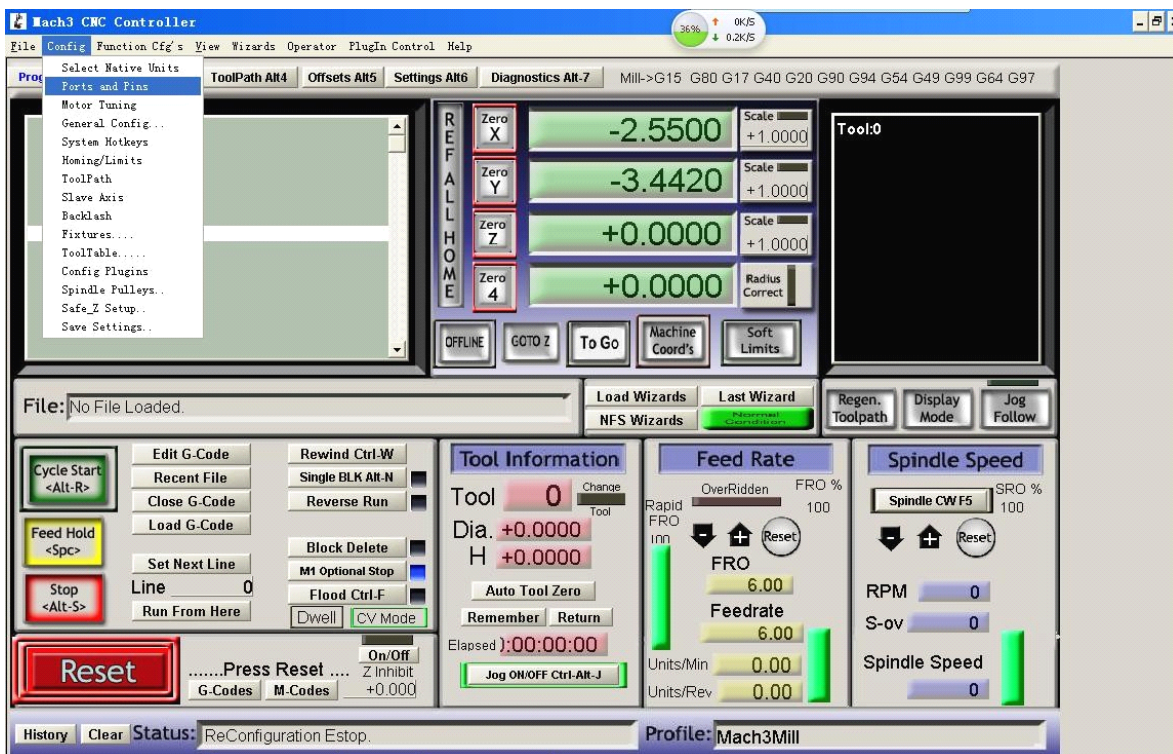 Mach3 CNC Controller
36%
0K/S
0.2K/S
File Config Function Cfg's View Wizards Operator PlugIn Control Help
Select Native Units
Ports and Pins
Motor Tuning
General Config...
System Hotkeys
Homing/Limits
ToolPath
Slave Axis
Backlash
Fixtures....
ToolTable.....
Config Plugins
Spindle Pulleys..
Safe_Z Setup..
Save Settings..
ToolPath Alt4 Offsets Alt5 Settings Alt6 Diagnostics Alt-7 Mill->G15 G80 G17 G40 G20 G90 G94 G54 G49 G99 G64 G97
REF ALL HOME
Zero X -2.5500 Scale +1.0000
Zero Y -3.4420 Scale +1.0000
Zero Z +0.0000 Scale +1.0000
Zero 4 +0.0000 Radius Correct
OFFLINE GOTO Z To Go Machine Coord's Soft Limits
Tool:0
File: No File Loaded.
Load Wizards Last Wizard
NFS Wizards Normal Condition
Regen. Toolpath Display Mode Jog Follow
Cycle Start <Alt-R>
Feed Hold <Spc>
Stop <Alt-S>
Edit G-Code
Recent File
Close G-Code
Load G-Code
Set Next Line
Line 0
Run From Here
Rewind Ctrl-W
Single BLK Alt-N
Reverse Run
Block Delete
M1 Optional Stop
Flood Ctrl-F
Dwell CV Mode
Reset
........Press Reset ....
G-Codes M-Codes
On/Off
Z Inhibit
+0.000
Tool Information
Tool 0 Change Tool
Dia. +0.0000
H +0.0000
Auto Tool Zero
Remember Return
Elapsed ):00:00:00
Jog ON/OFF Ctrl-Alt-J
Feed Rate
OverRidden FRO %
100
Rapid FRO
100
Reset
FRO
6.00
Feedrate
6.00
Units/Min 0.00
Units/Rev 0.00
Spindle Speed
Spindle CW F5
SRO %
100
Reset
RPM 0
S-ov 0
Spindle Speed
0
History Clear Status: ReConfiguration Estop.
Profile: Mach3Mill